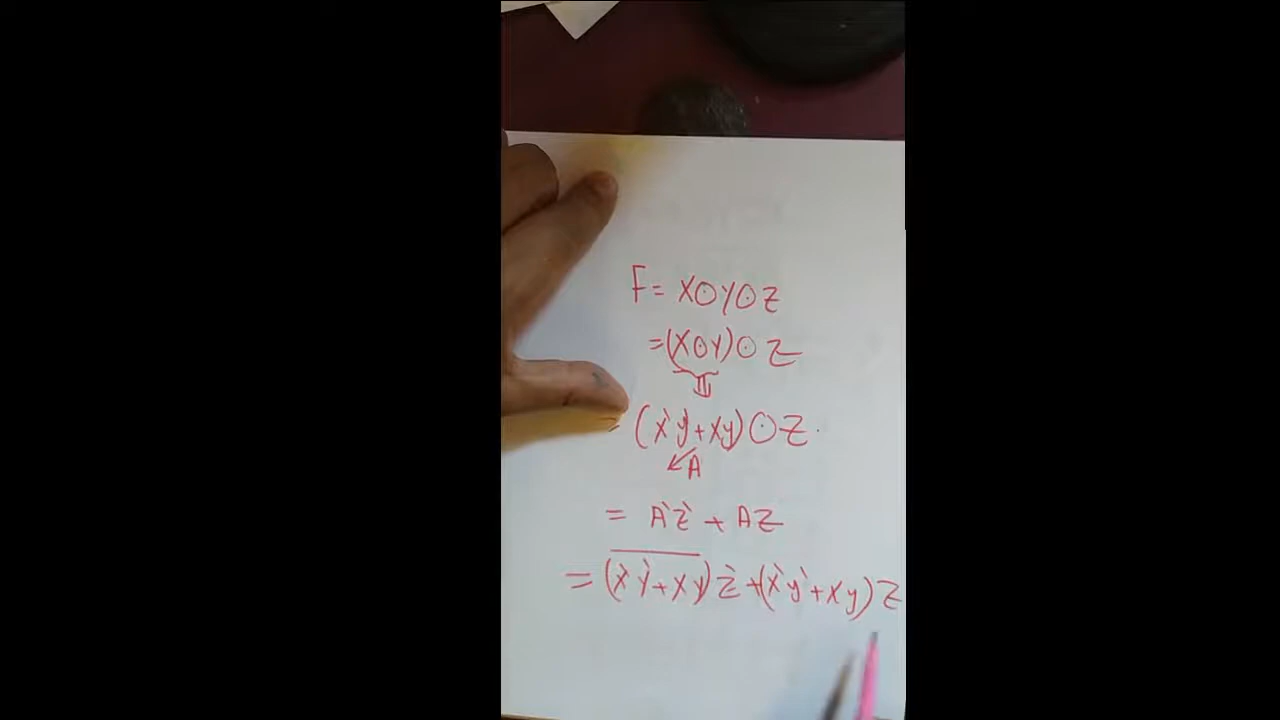 F = X⊙Y⊙Z
= (X⊙Y)⊙Z
= (x'y'+xy)⊙Z
A
= A'Z' + AZ
= (x'y'+xy)‾ Z' + (x'y'+xy) Z